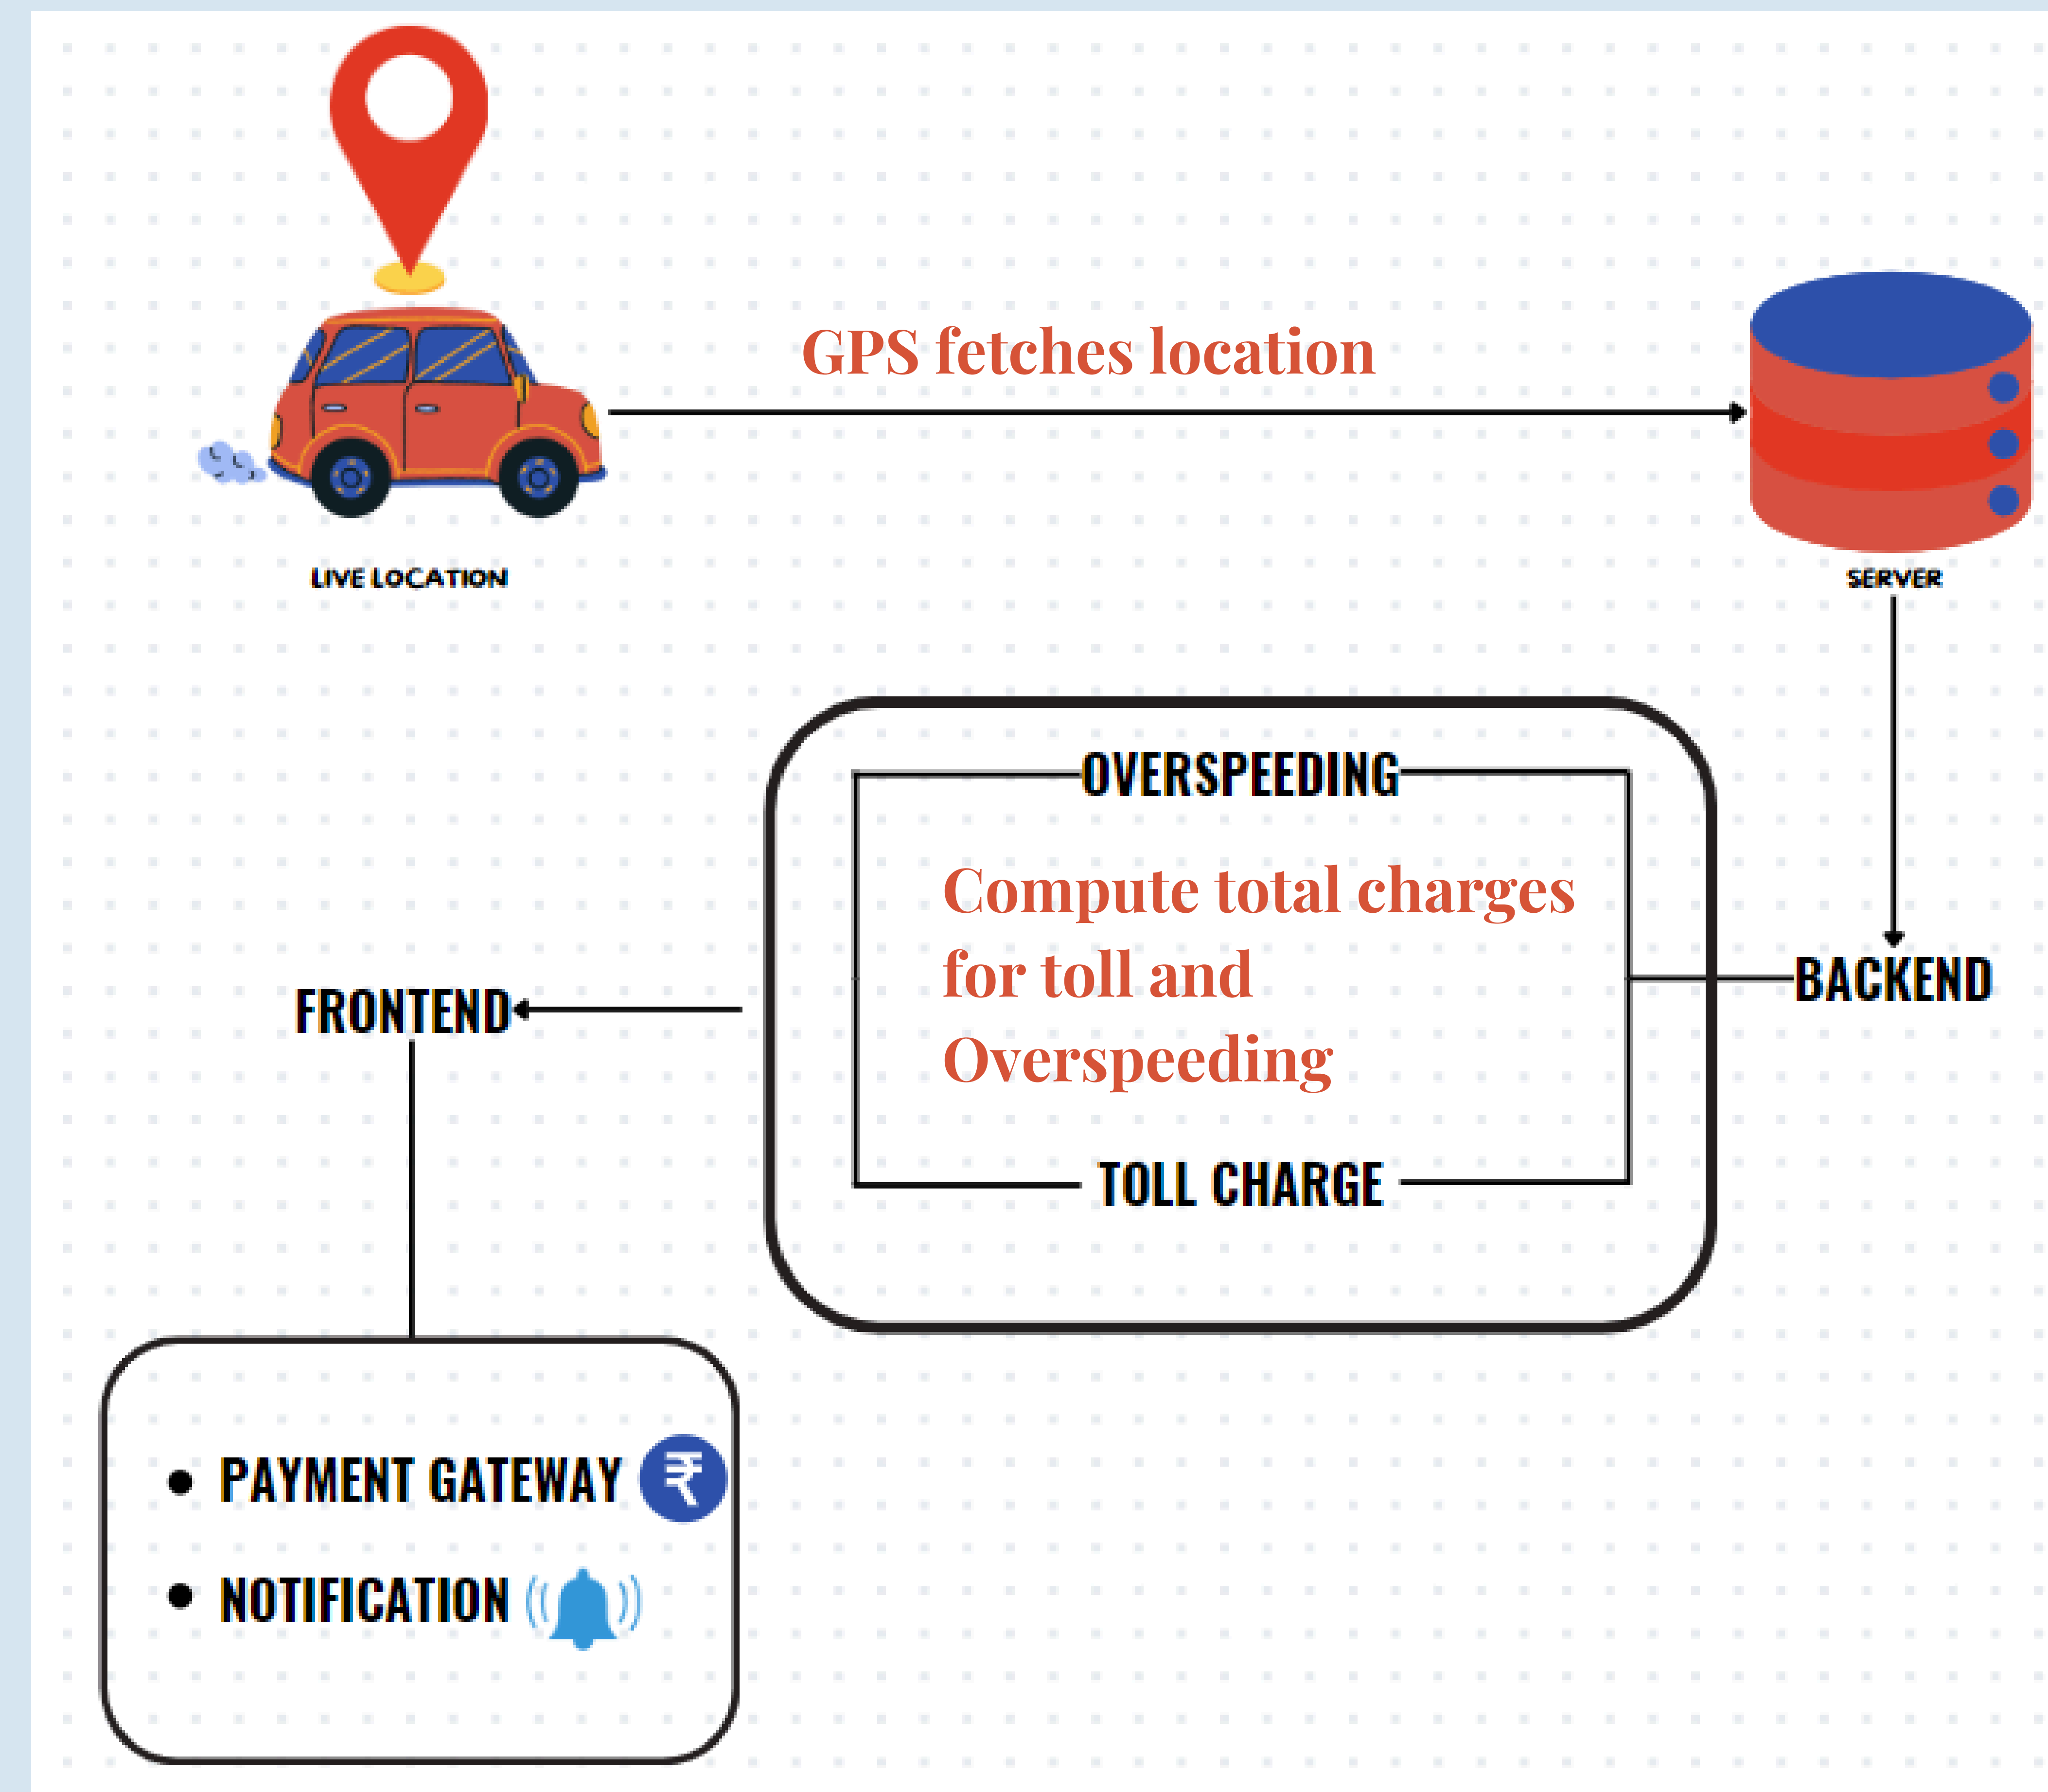 GPS fetches location
LIVE LOCATION
SERVER
OVERSPEEDING
Compute total charges
for toll and
Overspeeding
TOLL CHARGE
BACKEND
FRONTEND
• PAYMENT GATEWAY ₹
• NOTIFICATION